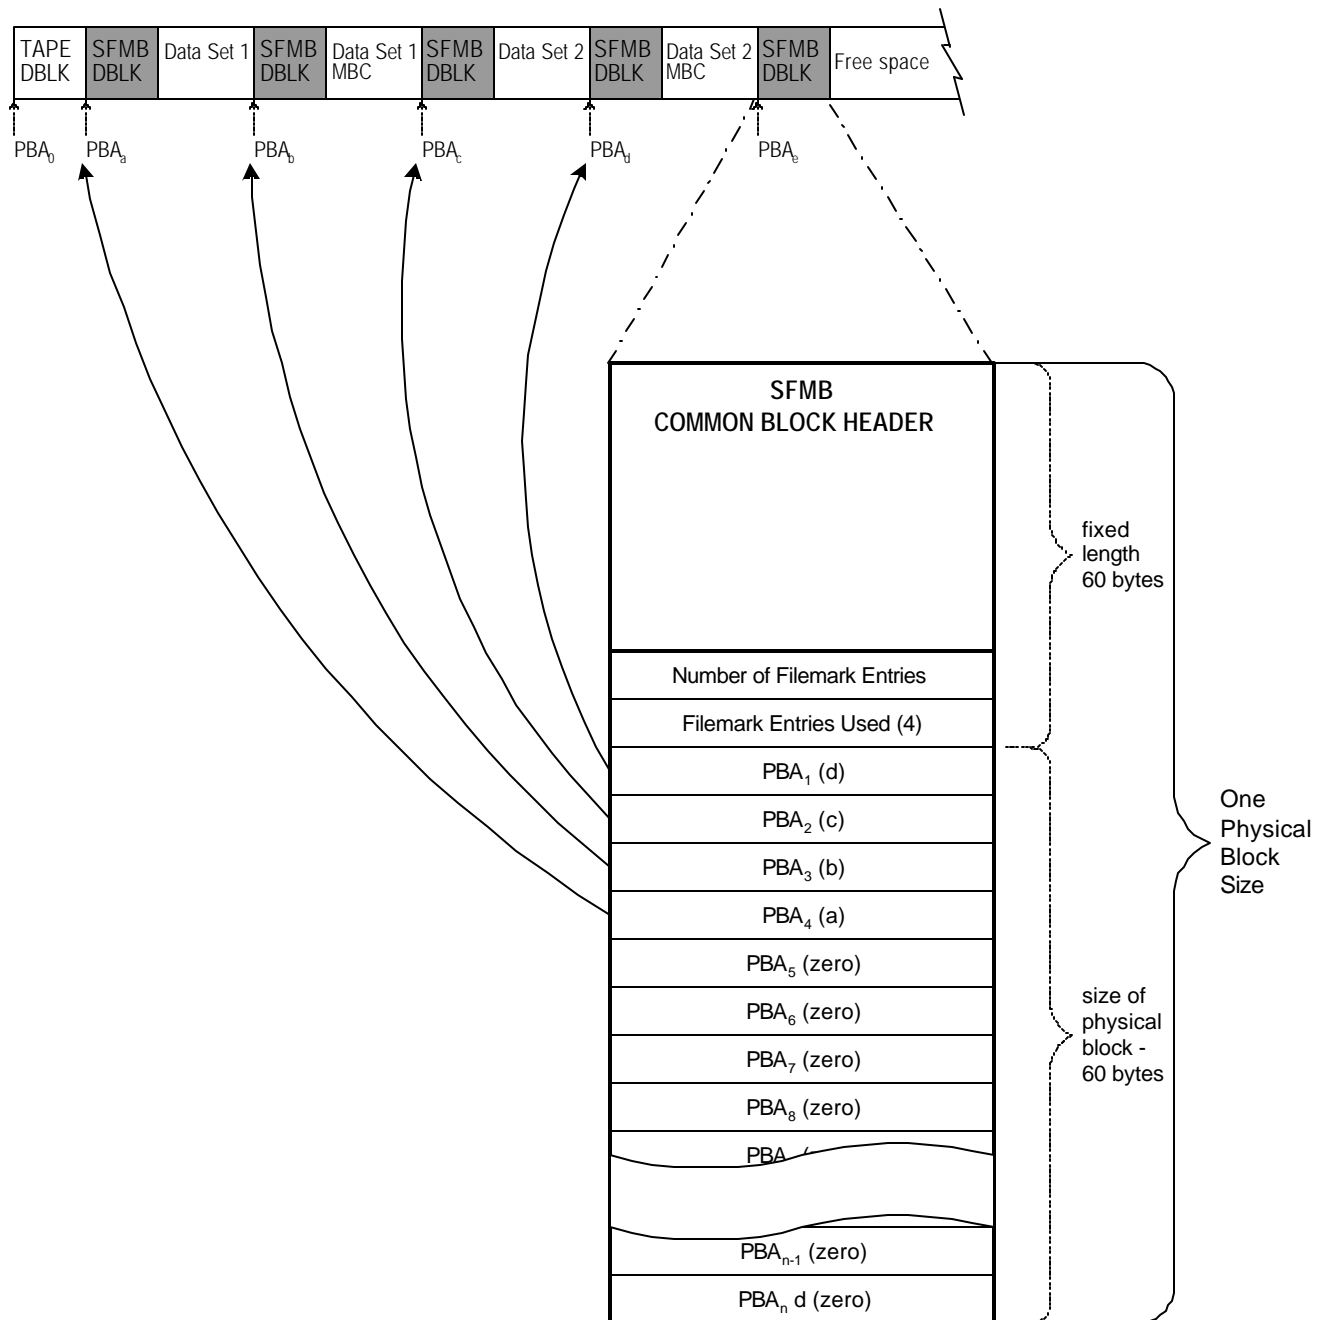 TAPE DBLK
SFMB DBLK
Data Set 1
SFMB DBLK
Data Set 1 MBC
SFMB DBLK
Data Set 2
SFMB DBLK
Data Set 2 MBC
SFMB DBLK
Free space
PBA0
PBAa
PBAb
PBAc
PBAd
PBAe
SFMB
COMMON BLOCK HEADER
fixed
length
60 bytes
Number of Filemark Entries
Filemark Entries Used (4)
PBA1 (d)
PBA2 (c)
PBA3 (b)
PBA4 (a)
PBA5 (zero)
PBA6 (zero)
PBA7 (zero)
PBA8 (zero)
PBA
PBAn-1 (zero)
PBAn d (zero)
One
Physical
Block
Size
size of
physical
block -
60 bytes